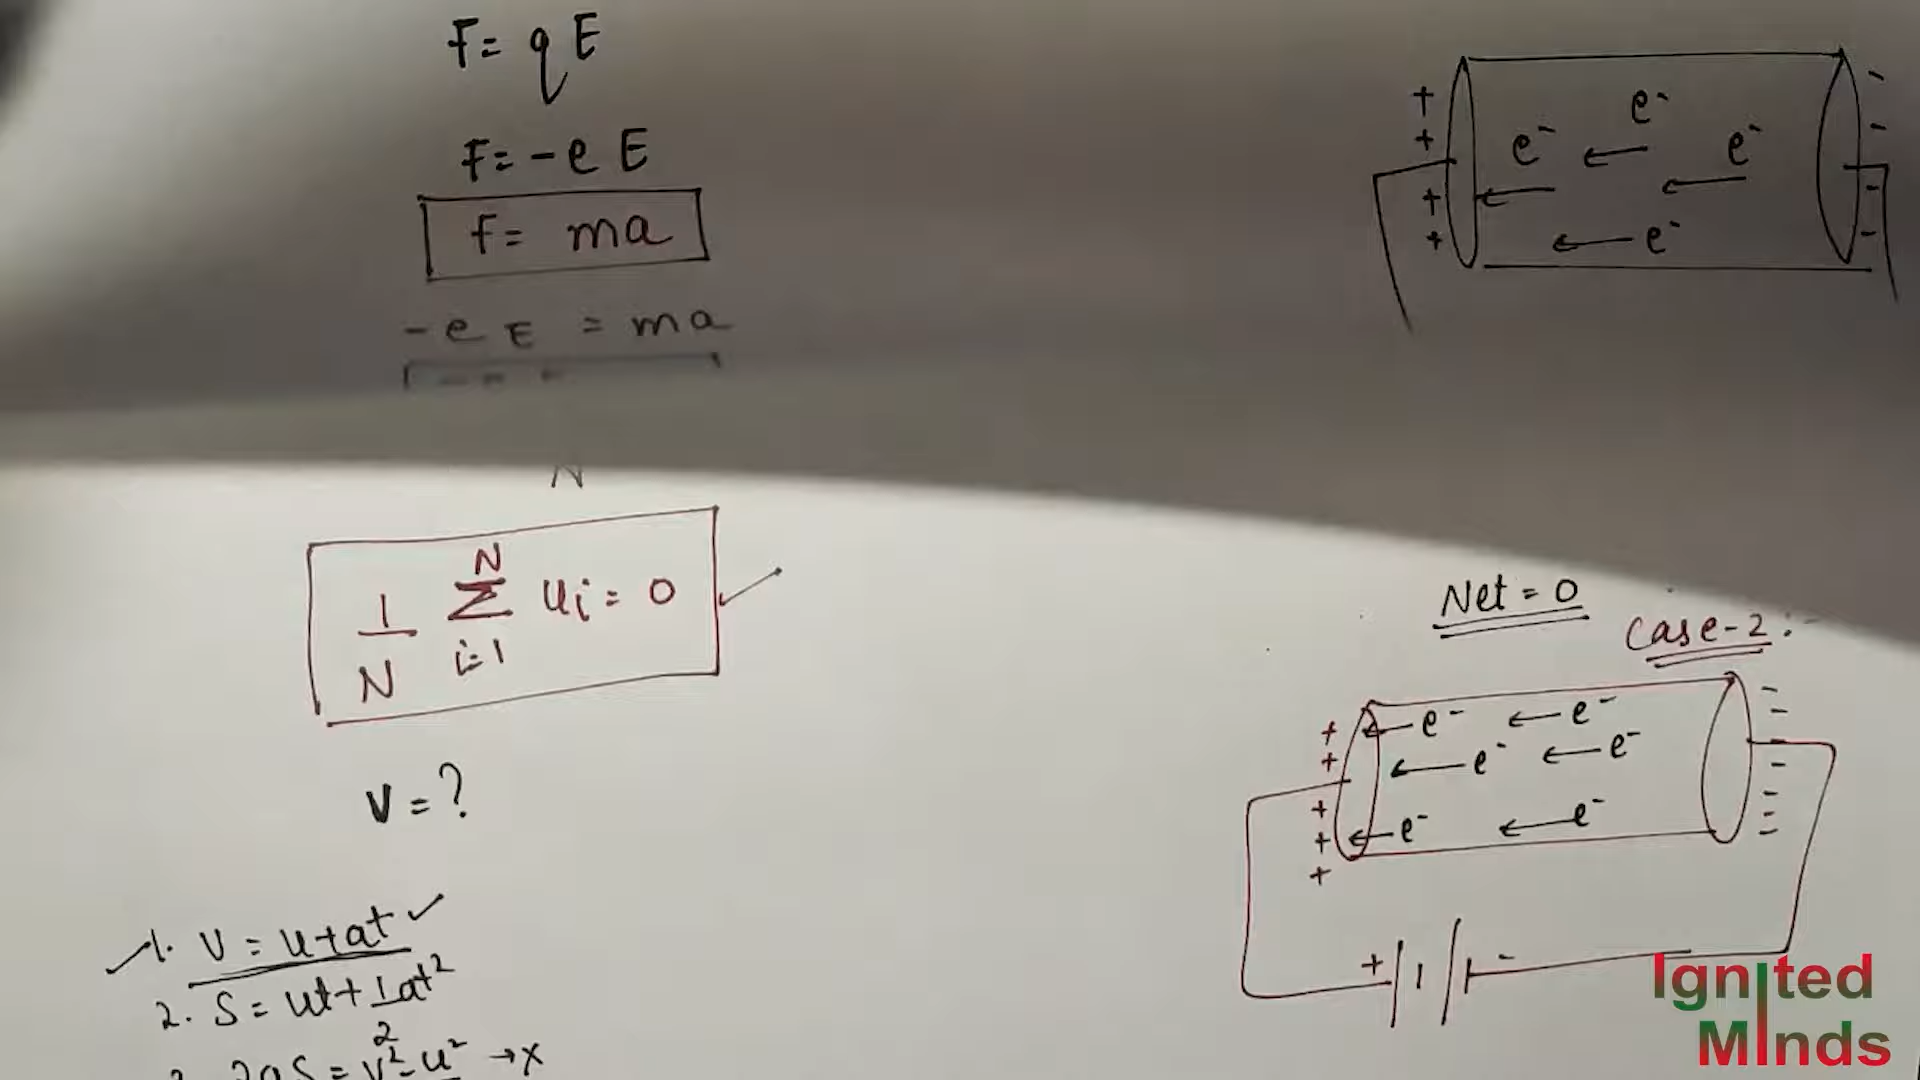 F = qE
F = -eE
F = ma
-eE = ma
+ + + + e⁻ e⁻ e⁻ e⁻ - - - -
N
1/N N Σ i=1 ui = 0
V = ?
1. V = u+at
2. S = ut+1/2 at²
2aS = V²-u² → x
Net = 0
Case-2:-
+ + + + + e⁻ e⁻ e⁻ e⁻ e⁻ e⁻ - - - - - -
+ -
Ignited
Minds